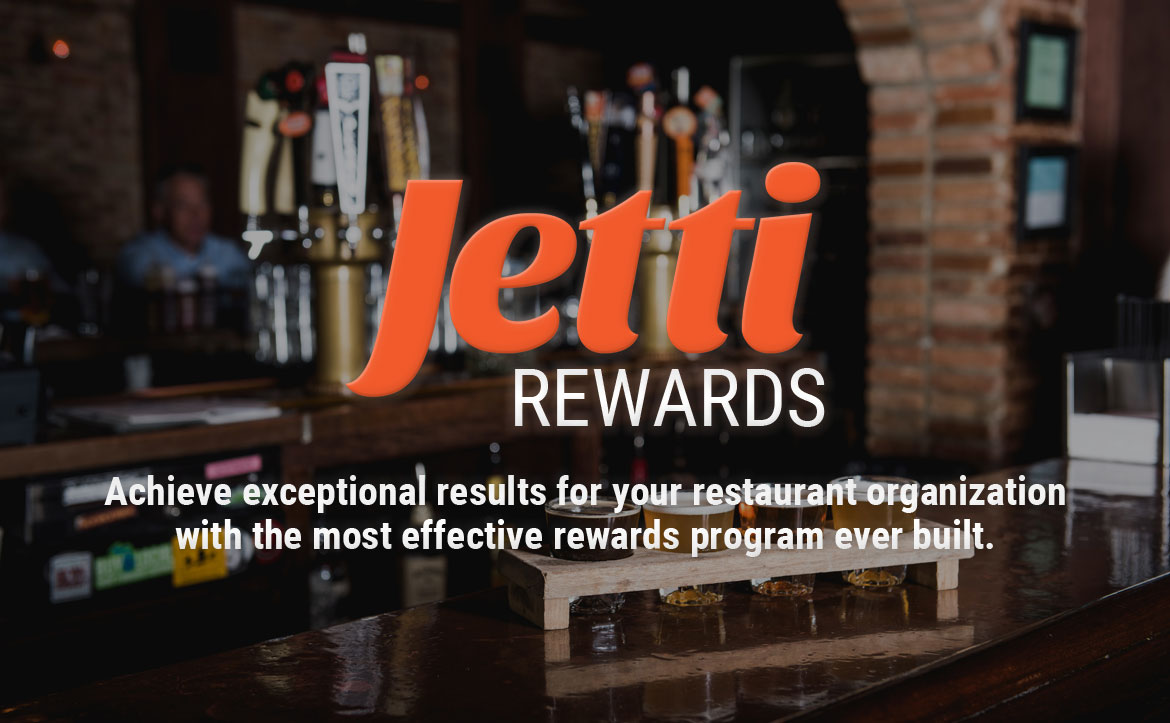 Jetti
REWARDS
Achieve exceptional results for your restaurant organization
with the most effective rewards program ever built.